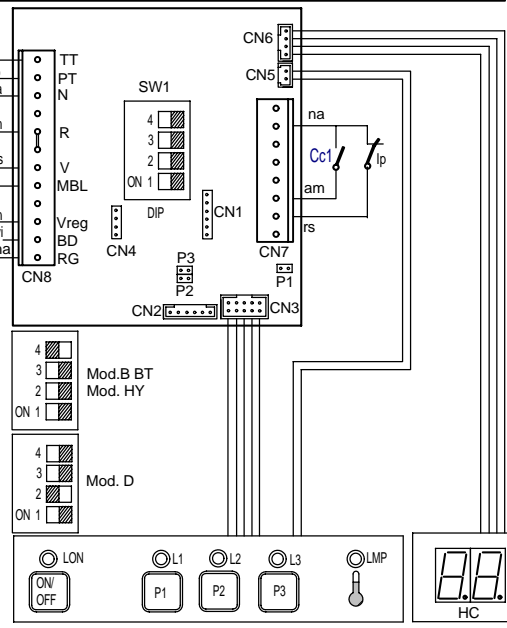 CN6
TT
PT
N
R
V
MBL
Vreg
BD
RG
CN8
CN5
SW1
4
3
2
ON 1
DIP
CN4
CN1
P3
P2
CN2
CN3
CN7
P1
na
Cc1
Ip
am
rs
4
3
2
ON 1
Mod.B BT
Mod. HY
4
3
2
ON 1
Mod. D
LON
L1
L2
L3
LMP
ON/
OFF
P1
P2
P3
8.8.
HC